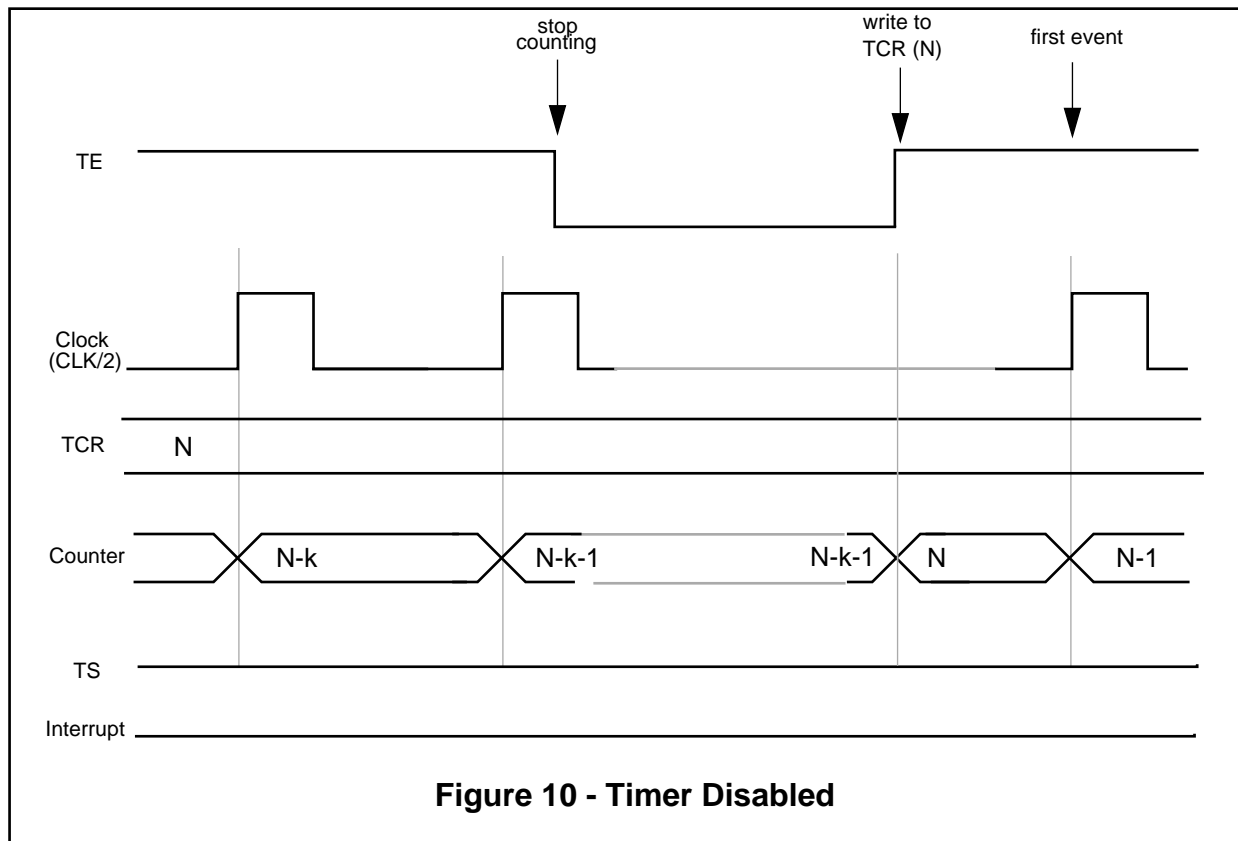 stop
counting
write to
TCR (N)
first event
TE
Clock
(CLK/2)
TCR
N
Counter
N-k
N-k-1
N-k-1
N
N-1
TS
Interrupt
Figure 10 - Timer Disabled